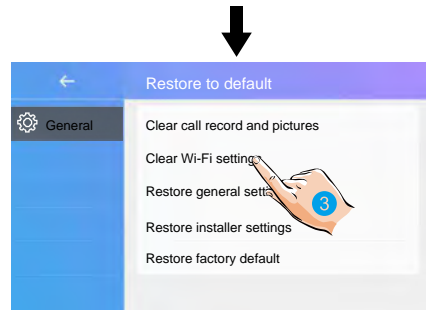 Restore to default
General
Clear call record and pictures
Clear Wi-Fi setting
Restore general sett
3
Restore installer settings
Restore factory default